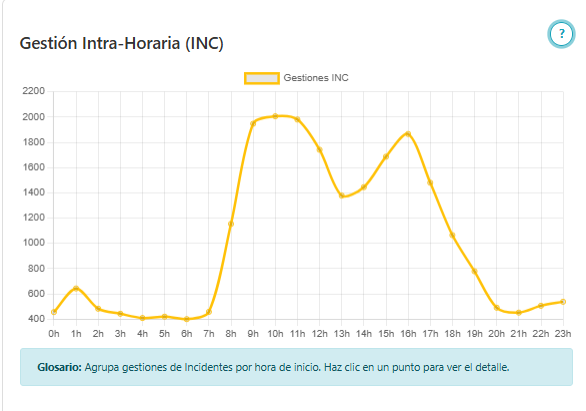 Gestión Intra-Horaria (INC)
?
Gestiones INC
2200
2000
1800
1600
1400
1200
1000
800
600
400
0h 1h 2h 3h 4h 5h 6h 7h 8h 9h 10h 11h 12h 13h 14h 15h 16h 17h 18h 19h 20h 21h 22h 23h
Glosario: Agrupa gestiones de Incidentes por hora de inicio. Haz clic en un punto para ver el detalle.